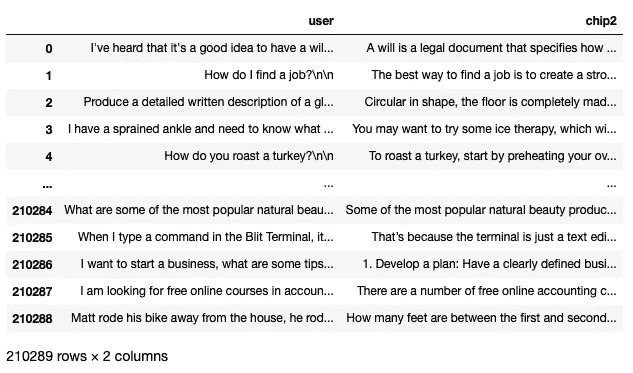 user chip2
0 I've heard that it's a good idea to have a wil... A will is a legal document that specifies how ...
1 How do I find a job?\n\n The best way to find a job is to create a stro...
2 Produce a detailed written description of a gl... Circular in shape, the floor is completely mad...
3 I have a sprained ankle and need to know what ... You may want to try some ice therapy, which wi...
4 How do you roast a turkey?\n\n To roast a turkey, start by preheating your ov...
... ... ...
210284 What are some of the most popular natural beau... Some of the most popular natural beauty produc...
210285 When I type a command in the Blit Terminal, it... That's because the terminal is just a text edi...
210286 I want to start a business, what are some tips... 1. Develop a plan: Have a clearly defined busi...
210287 I am looking for free online courses in accoun... There are a number of free online accounting c...
210288 Matt rode his bike away from the house, he rod... How many feet are between the first and second...
210289 rows × 2 columns